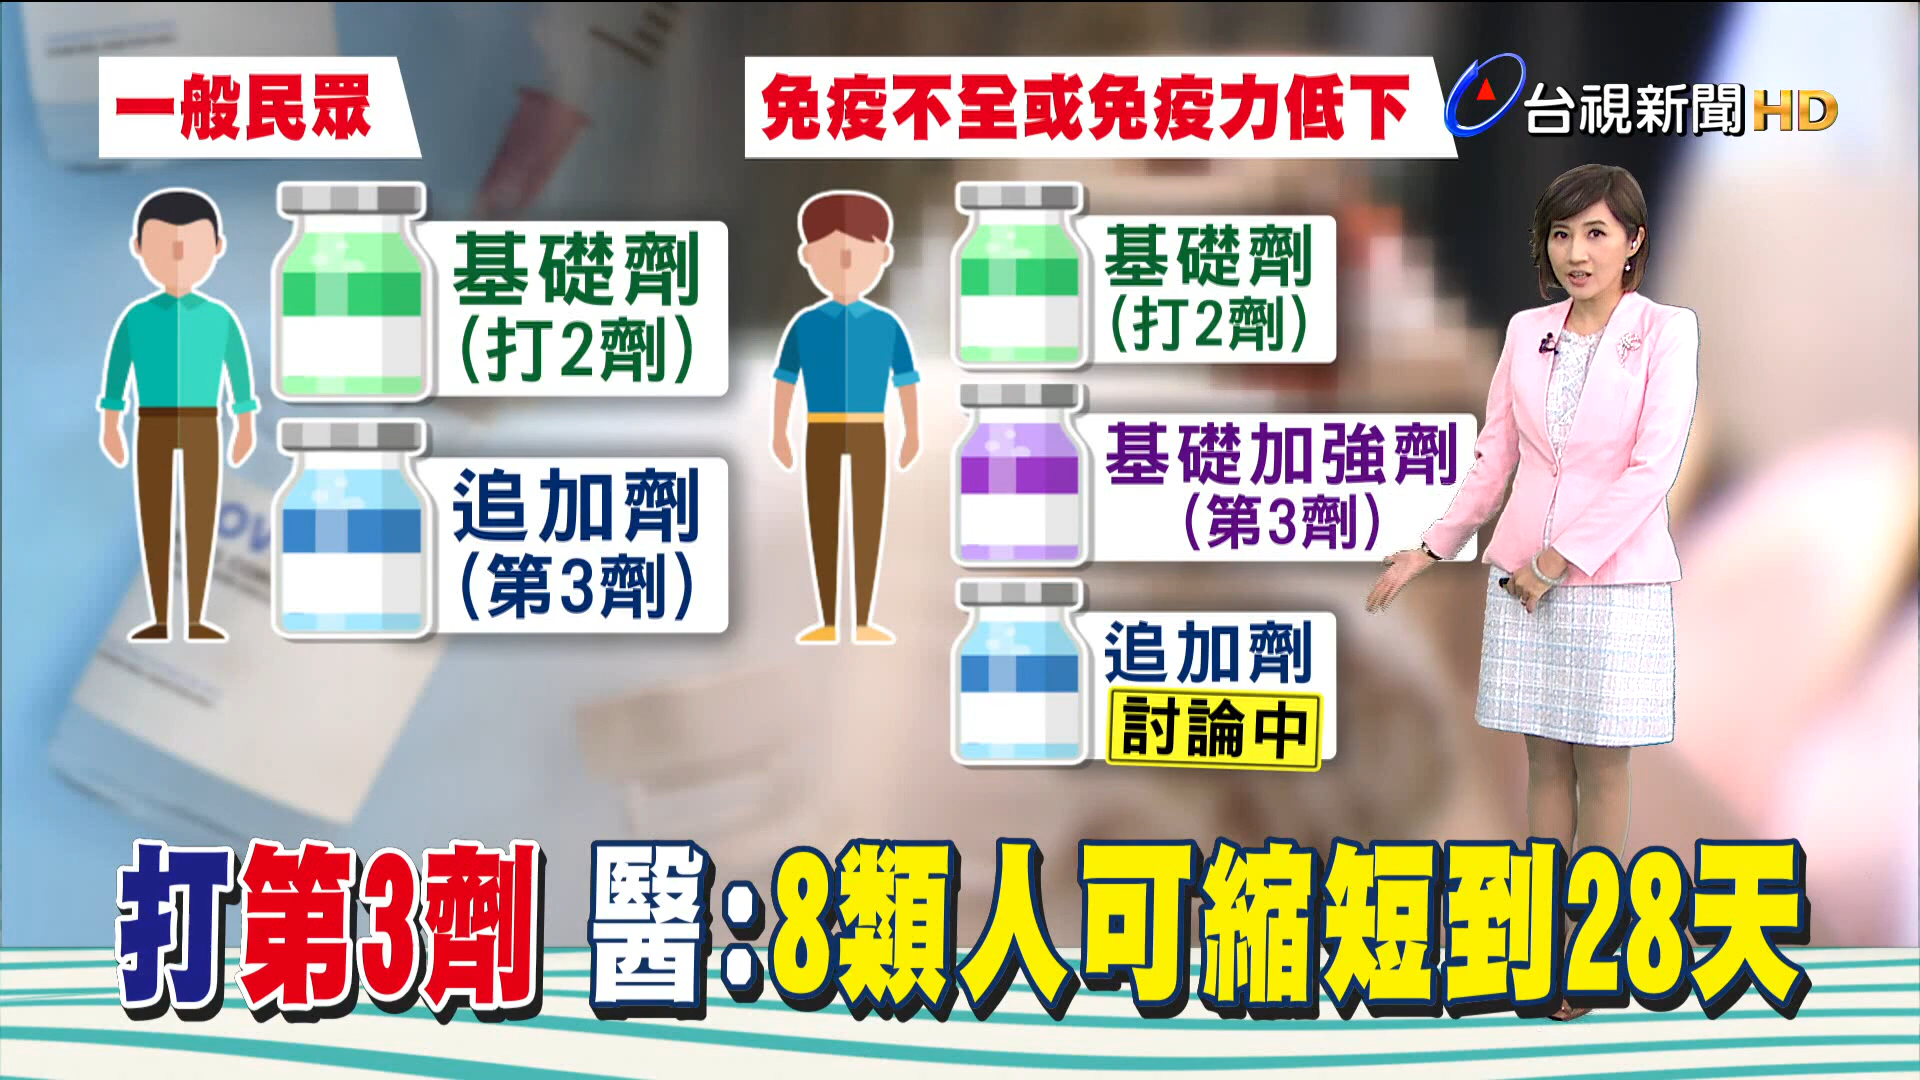 一般民眾
基礎劑
(打2劑)
追加劑
(第3劑)
免疫不全或免疫力低下
基礎劑
(打2劑)
基礎加強劑
(第3劑)
追加劑
討論中
台視新聞HD
打第3劑 醫:8類人可縮短到28天